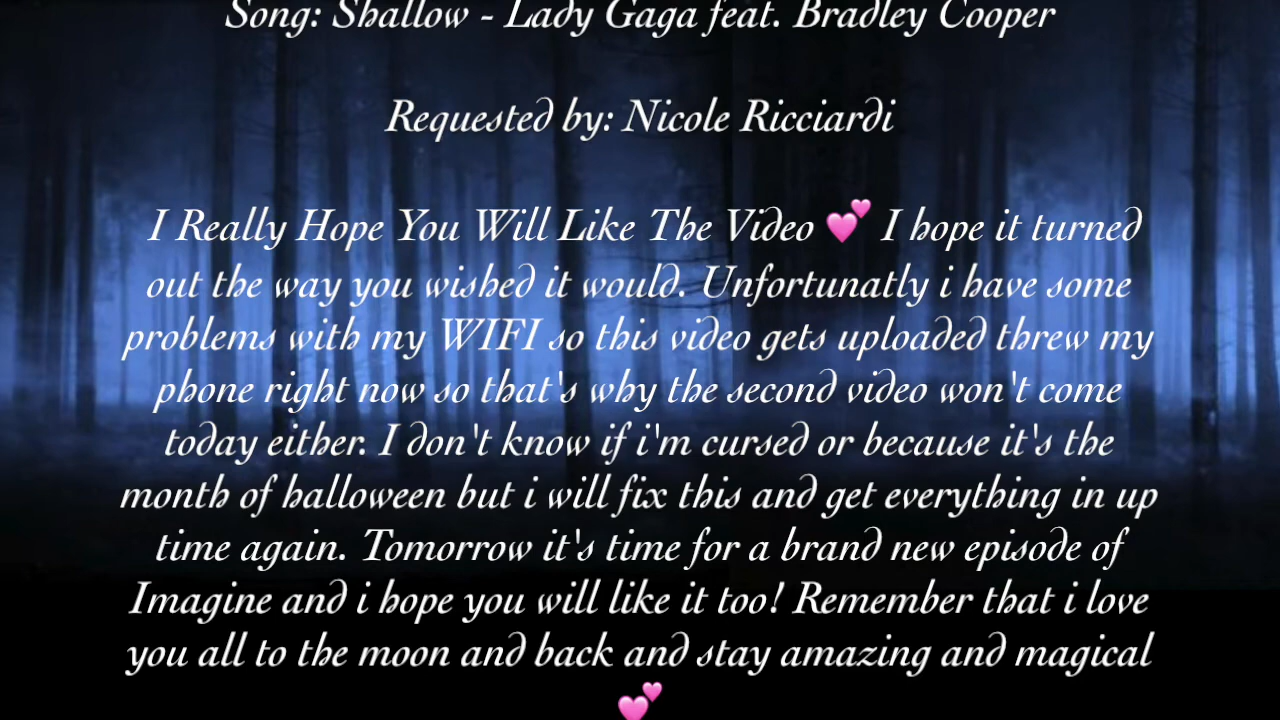 Song: Shallow - Lady Gaga feat. Bradley Cooper
Requested by: Nicole Ricciardi
I Really Hope You Will Like The Video 💕 I hope it turned
out the way you wished it would. Unfortunatly i have some
problems with my WIFI so this video gets uploaded threw my
phone right now so that's why the second video won't come
today either. I don't know if i'm cursed or because it's the
month of halloween but i will fix this and get everything in up
time again. Tomorrow it's time for a brand new episode of
Imagine and i hope you will like it too! Remember that i love
you all to the moon and back and stay amazing and magical
💕